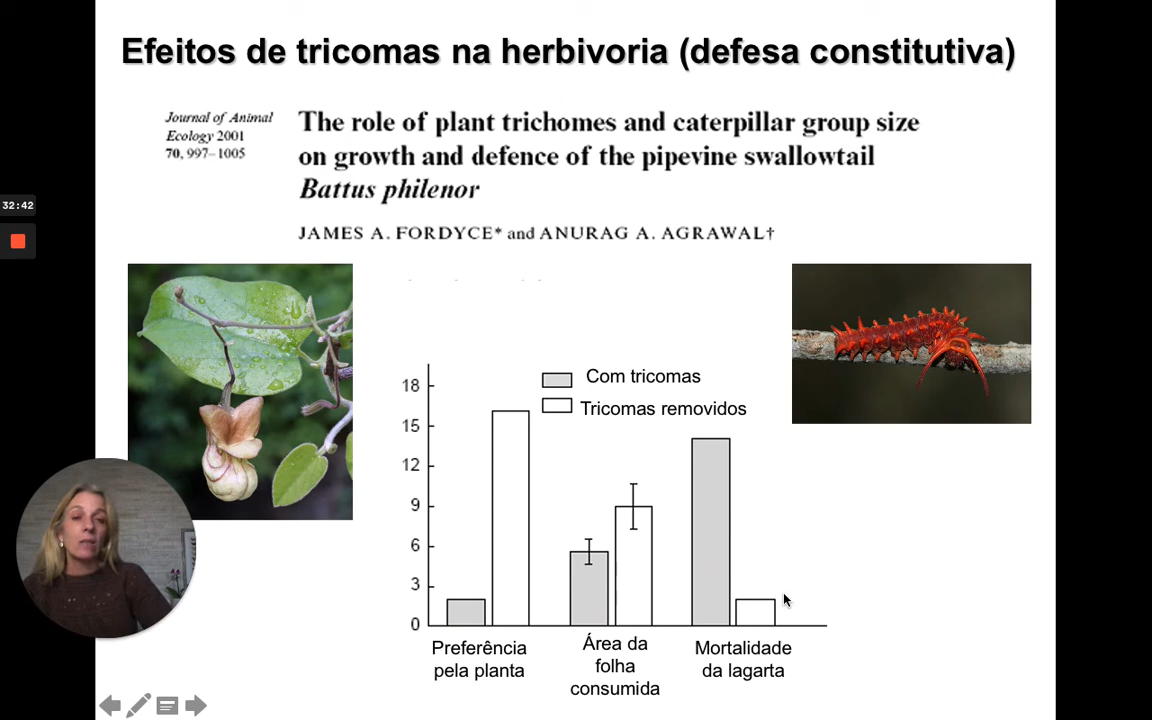 Efeitos de tricomas na herbivoria (defesa constitutiva)
Journal of Animal
Ecology 2001
70, 997–1005
The role of plant trichomes and caterpillar group size
on growth and defence of the pipevine swallowtail
Battus philenor
JAMES A. FORDYCE* and ANURAG A. AGRAWAL†
32:42
Com tricomas
Tricomas removidos
18
15
12
9
6
3
0
Preferência
pela planta
Área da
folha
consumida
Mortalidade
da lagarta